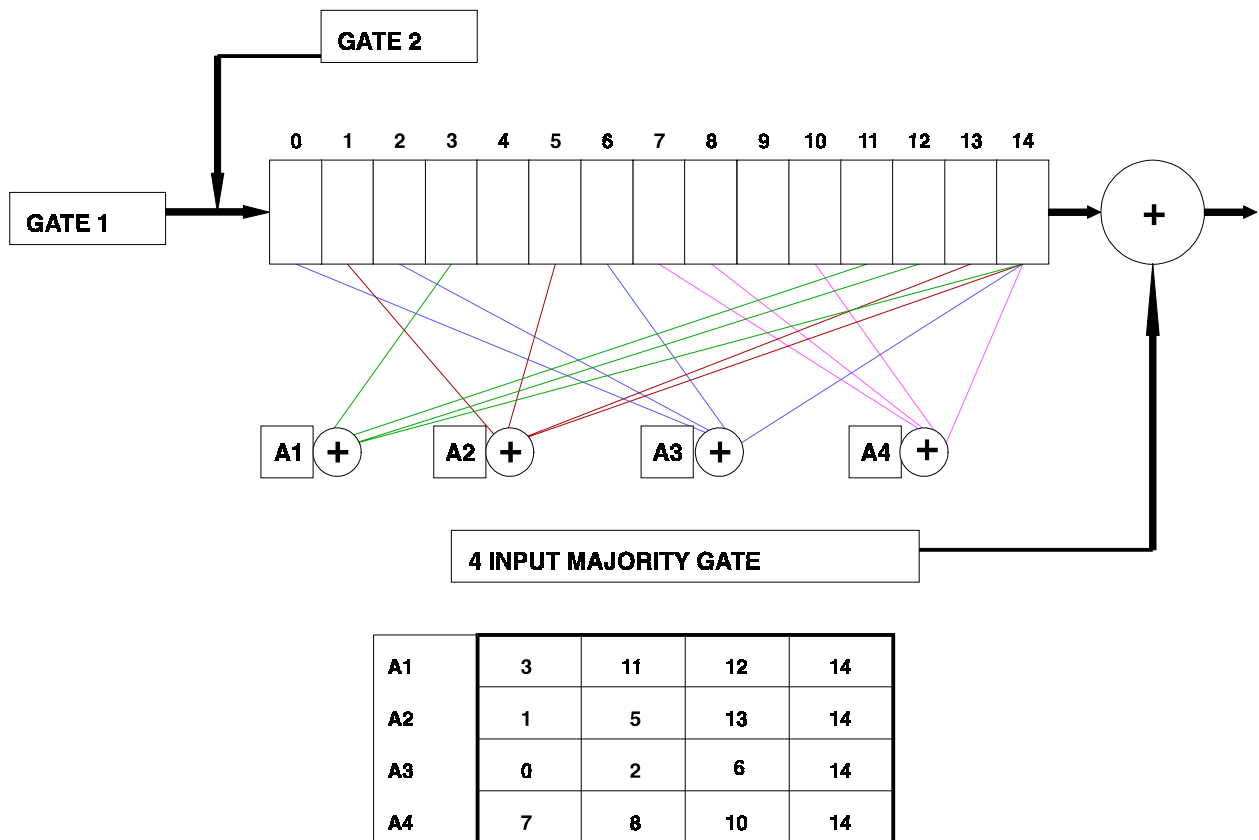 GATE 2
0 1 2 3 4 5 6 7 8 9 10 11 12 13 14
GATE 1
+
A1 + A2 + A3 + A4 +
4 INPUT MAJORITY GATE
A1 3 11 12 14
A2 1 5 13 14
A3 0 2 6 14
A4 7 8 10 14